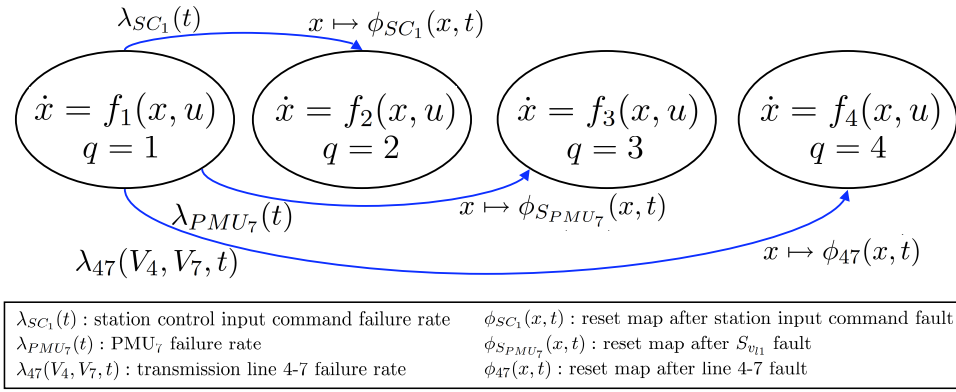 λ_{SC_1}(t)
x ↦ ϕ_{SC_1}(x, t)
ẋ = f_1(x, u)
q = 1
ẋ = f_2(x, u)
q = 2
ẋ = f_3(x, u)
q = 3
ẋ = f_4(x, u)
q = 4
λ_{PMU_7}(t)
x ↦ ϕ_{S_{PMU_7}}(x, t)
λ_{47}(V_4, V_7, t)
x ↦ ϕ_{47}(x, t)
λ_{SC_1}(t) : station control input command failure rate
λ_{PMU_7}(t) : PMU_7 failure rate
λ_{47}(V_4, V_7, t) : transmission line 4-7 failure rate
ϕ_{SC_1}(x, t) : reset map after station input command fault
ϕ_{S_{PMU_7}}(x, t) : reset map after S_{v_{l1}} fault
ϕ_{47}(x, t) : reset map after line 4-7 fault